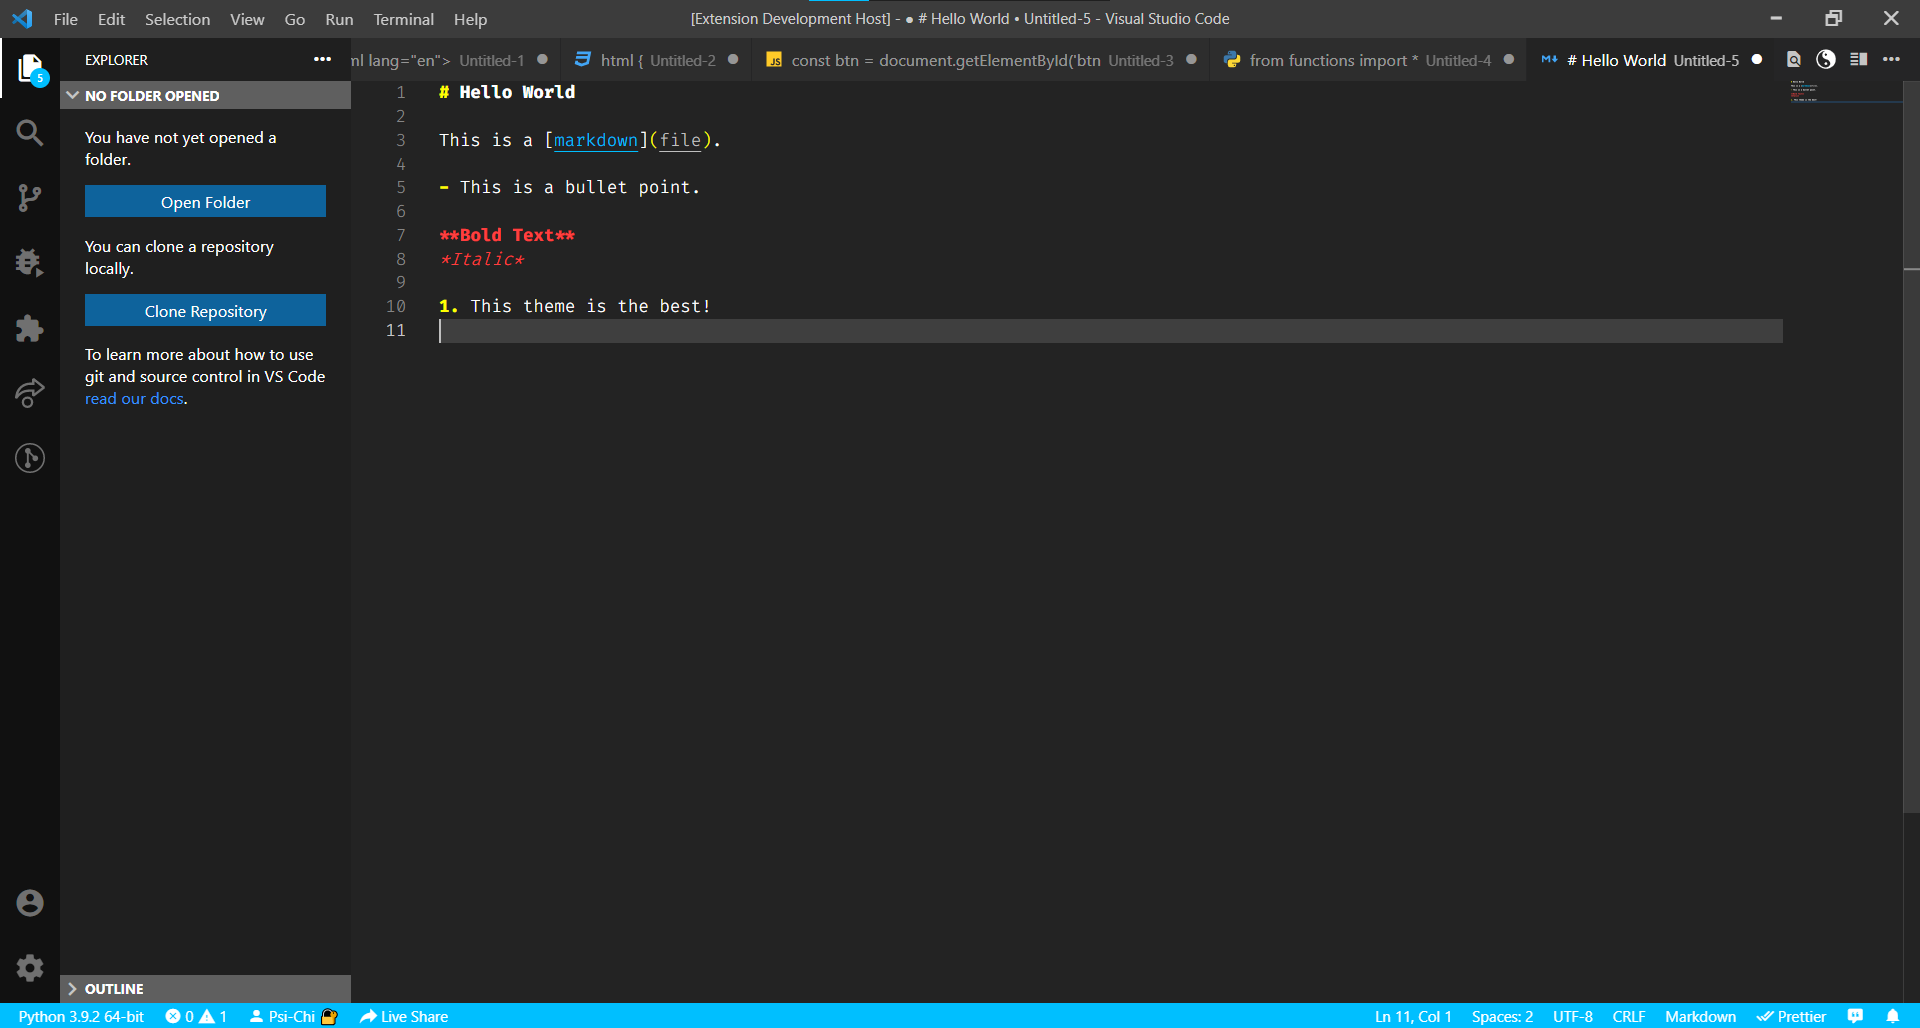 File Edit Selection View Go Run Terminal Help
[Extension Development Host] - ● # Hello World • Untitled-5 - Visual Studio Code
EXPLORER
ml lang="en"> Untitled-1
html { Untitled-2
JS const btn = document.getElementById('btn Untitled-3
from functions import * Untitled-4
# Hello World Untitled-5
5
NO FOLDER OPENED
You have not yet opened a
folder.
Open Folder
You can clone a repository
locally.
Clone Repository
To learn more about how to use
git and source control in VS Code
read our docs.
OUTLINE
1 # Hello World
2
3 This is a [markdown](file).
4
5 - This is a bullet point.
6
7 **Bold Text**
8 *Italic*
9
10 1. This theme is the best!
11
Python 3.9.2 64-bit 0 1 Psi-Chi Live Share
Ln 11, Col 1 Spaces: 2 UTF-8 CRLF Markdown Prettier